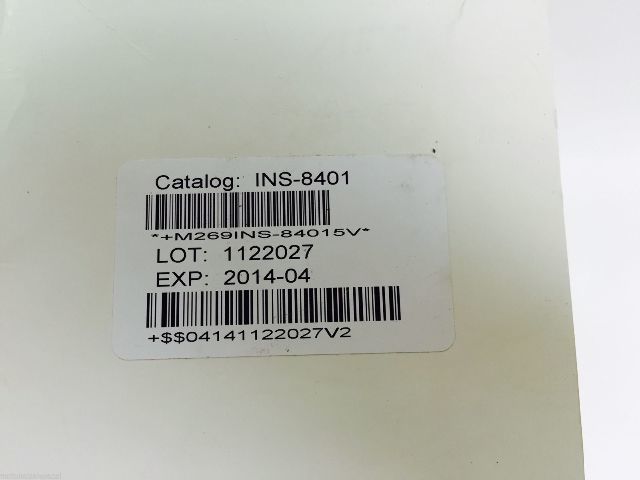 Catalog: INS-8401
*+M269INS-84015V*
LOT: 1122027
EXP: 2014-04
+$$04141122027V2